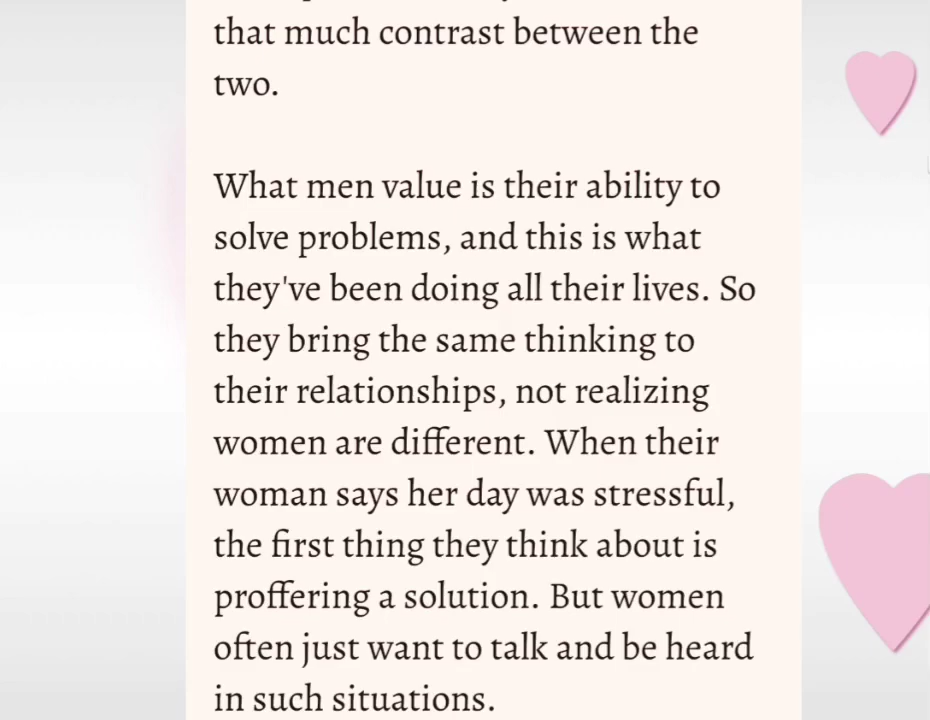 that much contrast between the
two.
What men value is their ability to
solve problems, and this is what
they've been doing all their lives. So
they bring the same thinking to
their relationships, not realizing
women are different. When their
woman says her day was stressful,
the first thing they think about is
proffering a solution. But women
often just want to talk and be heard
in such situations.